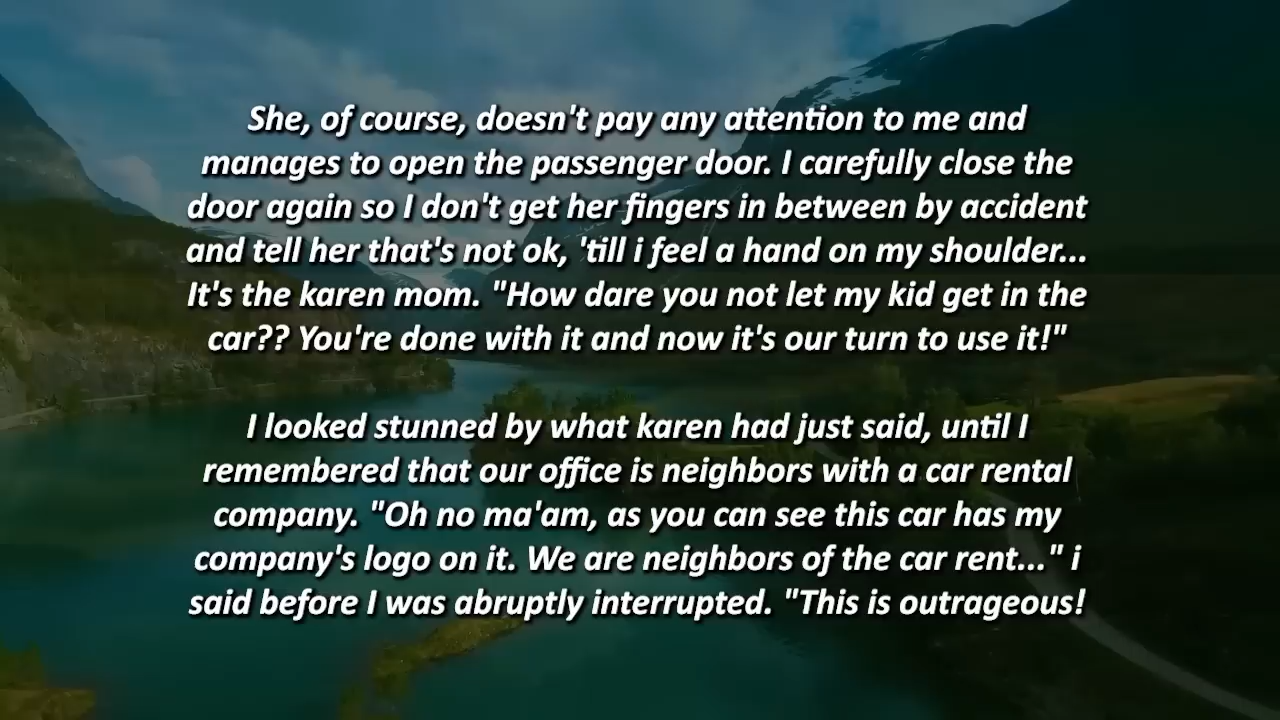 She, of course, doesn't pay any attention to me and
manages to open the passenger door. I carefully close the
door again so I don't get her fingers in between by accident
and tell her that's not ok, 'till i feel a hand on my shoulder...
It's the karen mom. "How dare you not let my kid get in the
car?? You're done with it and now it's our turn to use it!"
I looked stunned by what karen had just said, until I
remembered that our office is neighbors with a car rental
company. "Oh no ma'am, as you can see this car has my
company's logo on it. We are neighbors of the car rent..." i
said before I was abruptly interrupted. "This is outrageous!